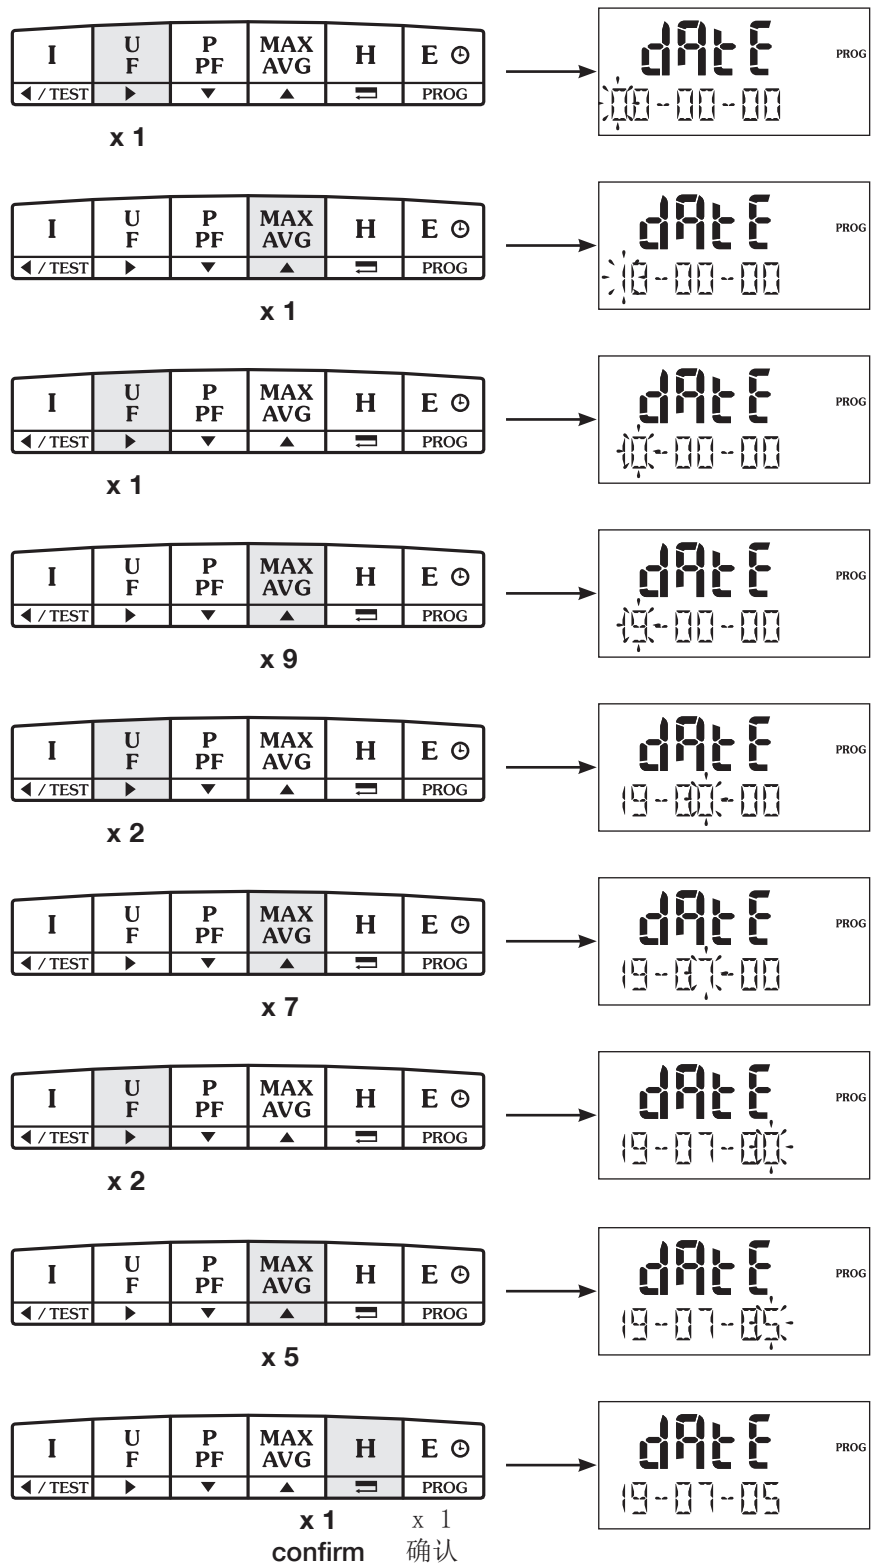 I U P MAX H E dAtE PROG
F PF AVG
◀ / TEST ▶ ▼ ▲ PROG 00-00-00
x 1
I U P MAX H E dAtE PROG
F PF AVG
◀ / TEST ▶ ▼ ▲ PROG 10-00-00
x 1
I U P MAX H E dAtE PROG
F PF AVG
◀ / TEST ▶ ▼ ▲ PROG 10-00-00
x 1
I U P MAX H E dAtE PROG
F PF AVG
◀ / TEST ▶ ▼ ▲ PROG 19-00-00
x 9
I U P MAX H E dAtE PROG
F PF AVG
◀ / TEST ▶ ▼ ▲ PROG 19-00-00
x 2
I U P MAX H E dAtE PROG
F PF AVG
◀ / TEST ▶ ▼ ▲ PROG 19-07-00
x 7
I U P MAX H E dAtE PROG
F PF AVG
◀ / TEST ▶ ▼ ▲ PROG 19-07-00
x 2
I U P MAX H E dAtE PROG
F PF AVG
◀ / TEST ▶ ▼ ▲ PROG 19-07-05
x 5
I U P MAX H E dAtE PROG
F PF AVG
◀ / TEST ▶ ▼ ▲ PROG 19-07-05
x 1 x 1
confirm 确认